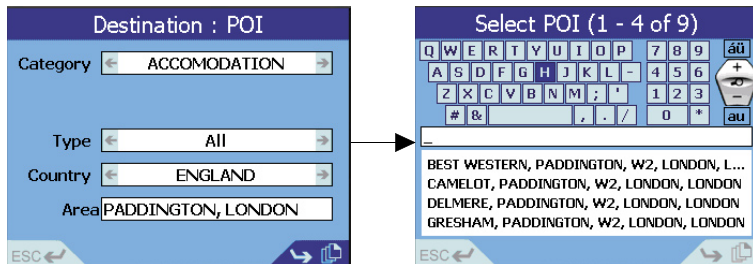 Destination : POI
Category ACCOMODATION
Type All
Country ENGLAND
Area PADDINGTON, LONDON
ESC
Select POI (1 - 4 of 9)
Q W E R T Y U I O P 7 8 9 áü
A S D F G H J K L - 4 5 6 +
Z X C V B N M ; ' 1 2 3 -
# & , . / 0 * au
_
BEST WESTERN, PADDINGTON, W2, LONDON, L...
CAMELOT, PADDINGTON, W2, LONDON, LONDON
DELMERE, PADDINGTON, W2, LONDON, LONDON
GRESHAM, PADDINGTON, W2, LONDON, LONDON
ESC